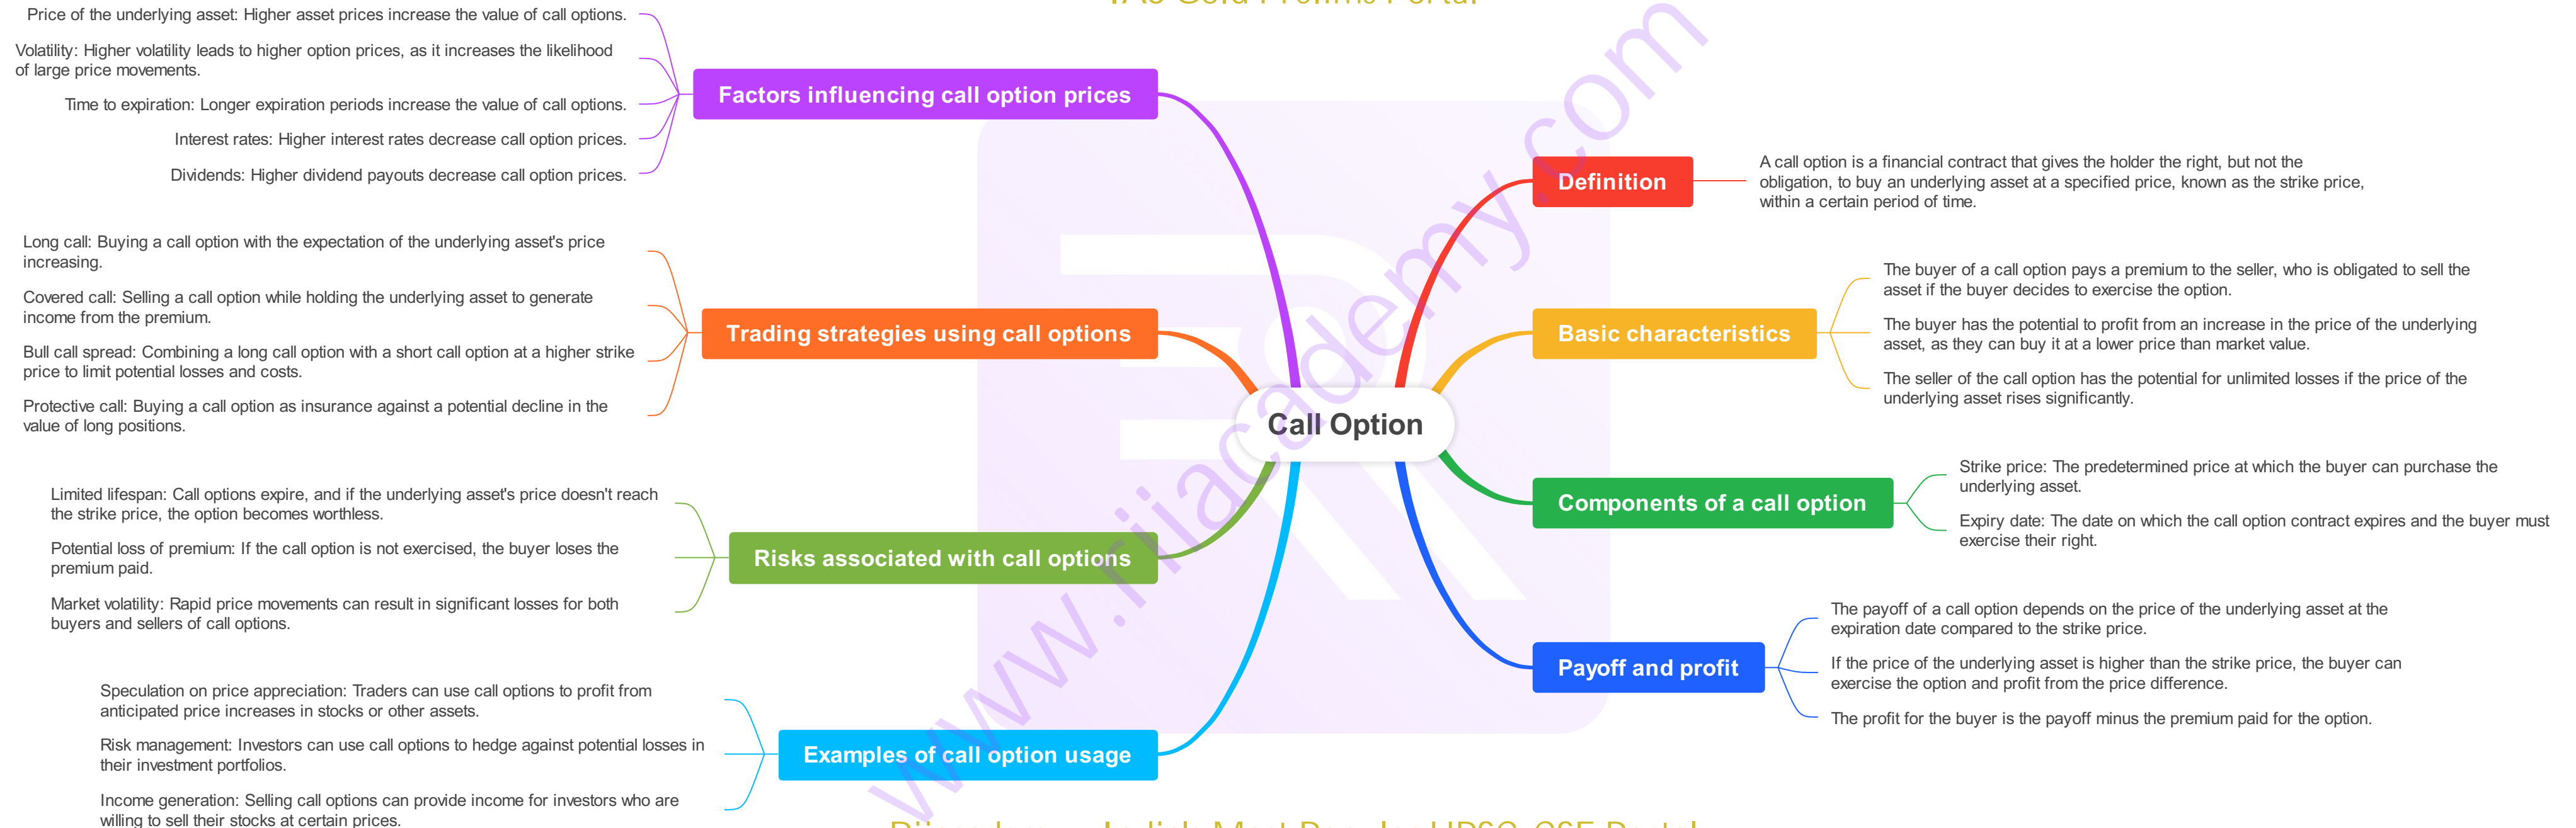 Price of the underlying asset: Higher asset prices increase the value of call options.
Volatility: Higher volatility leads to higher option prices, as it increases the likelihood
of large price movements.
Time to expiration: Longer expiration periods increase the value of call options.
Interest rates: Higher interest rates decrease call option prices.
Dividends: Higher dividend payouts decrease call option prices.
Factors influencing call option prices
Long call: Buying a call option with the expectation of the underlying asset's price
increasing.
Covered call: Selling a call option while holding the underlying asset to generate
income from the premium.
Bull call spread: Combining a long call option with a short call option at a higher strike
price to limit potential losses and costs.
Protective call: Buying a call option as insurance against a potential decline in the
value of long positions.
Trading strategies using call options
Limited lifespan: Call options expire, and if the underlying asset's price doesn't reach
the strike price, the option becomes worthless.
Potential loss of premium: If the call option is not exercised, the buyer loses the
premium paid.
Market volatility: Rapid price movements can result in significant losses for both
buyers and sellers of call options.
Risks associated with call options
Speculation on price appreciation: Traders can use call options to profit from
anticipated price increases in stocks or other assets.
Risk management: Investors can use call options to hedge against potential losses in
their investment portfolios.
Income generation: Selling call options can provide income for investors who are
willing to sell their stocks at certain prices.
Examples of call option usage
Call Option
Definition
A call option is a financial contract that gives the holder the right, but not the
obligation, to buy an underlying asset at a specified price, known as the strike price,
within a certain period of time.
Basic characteristics
The buyer of a call option pays a premium to the seller, who is obligated to sell the
asset if the buyer decides to exercise the option.
The buyer has the potential to profit from an increase in the price of the underlying
asset, as they can buy it at a lower price than market value.
The seller of the call option has the potential for unlimited losses if the price of the
underlying asset rises significantly.
Components of a call option
Strike price: The predetermined price at which the buyer can purchase the
underlying asset.
Expiry date: The date on which the call option contract expires and the buyer must
exercise their right.
Payoff and profit
The payoff of a call option depends on the price of the underlying asset at the
expiration date compared to the strike price.
If the price of the underlying asset is higher than the strike price, the buyer can
exercise the option and profit from the price difference.
The profit for the buyer is the payoff minus the premium paid for the option.
www.rijacademy.com